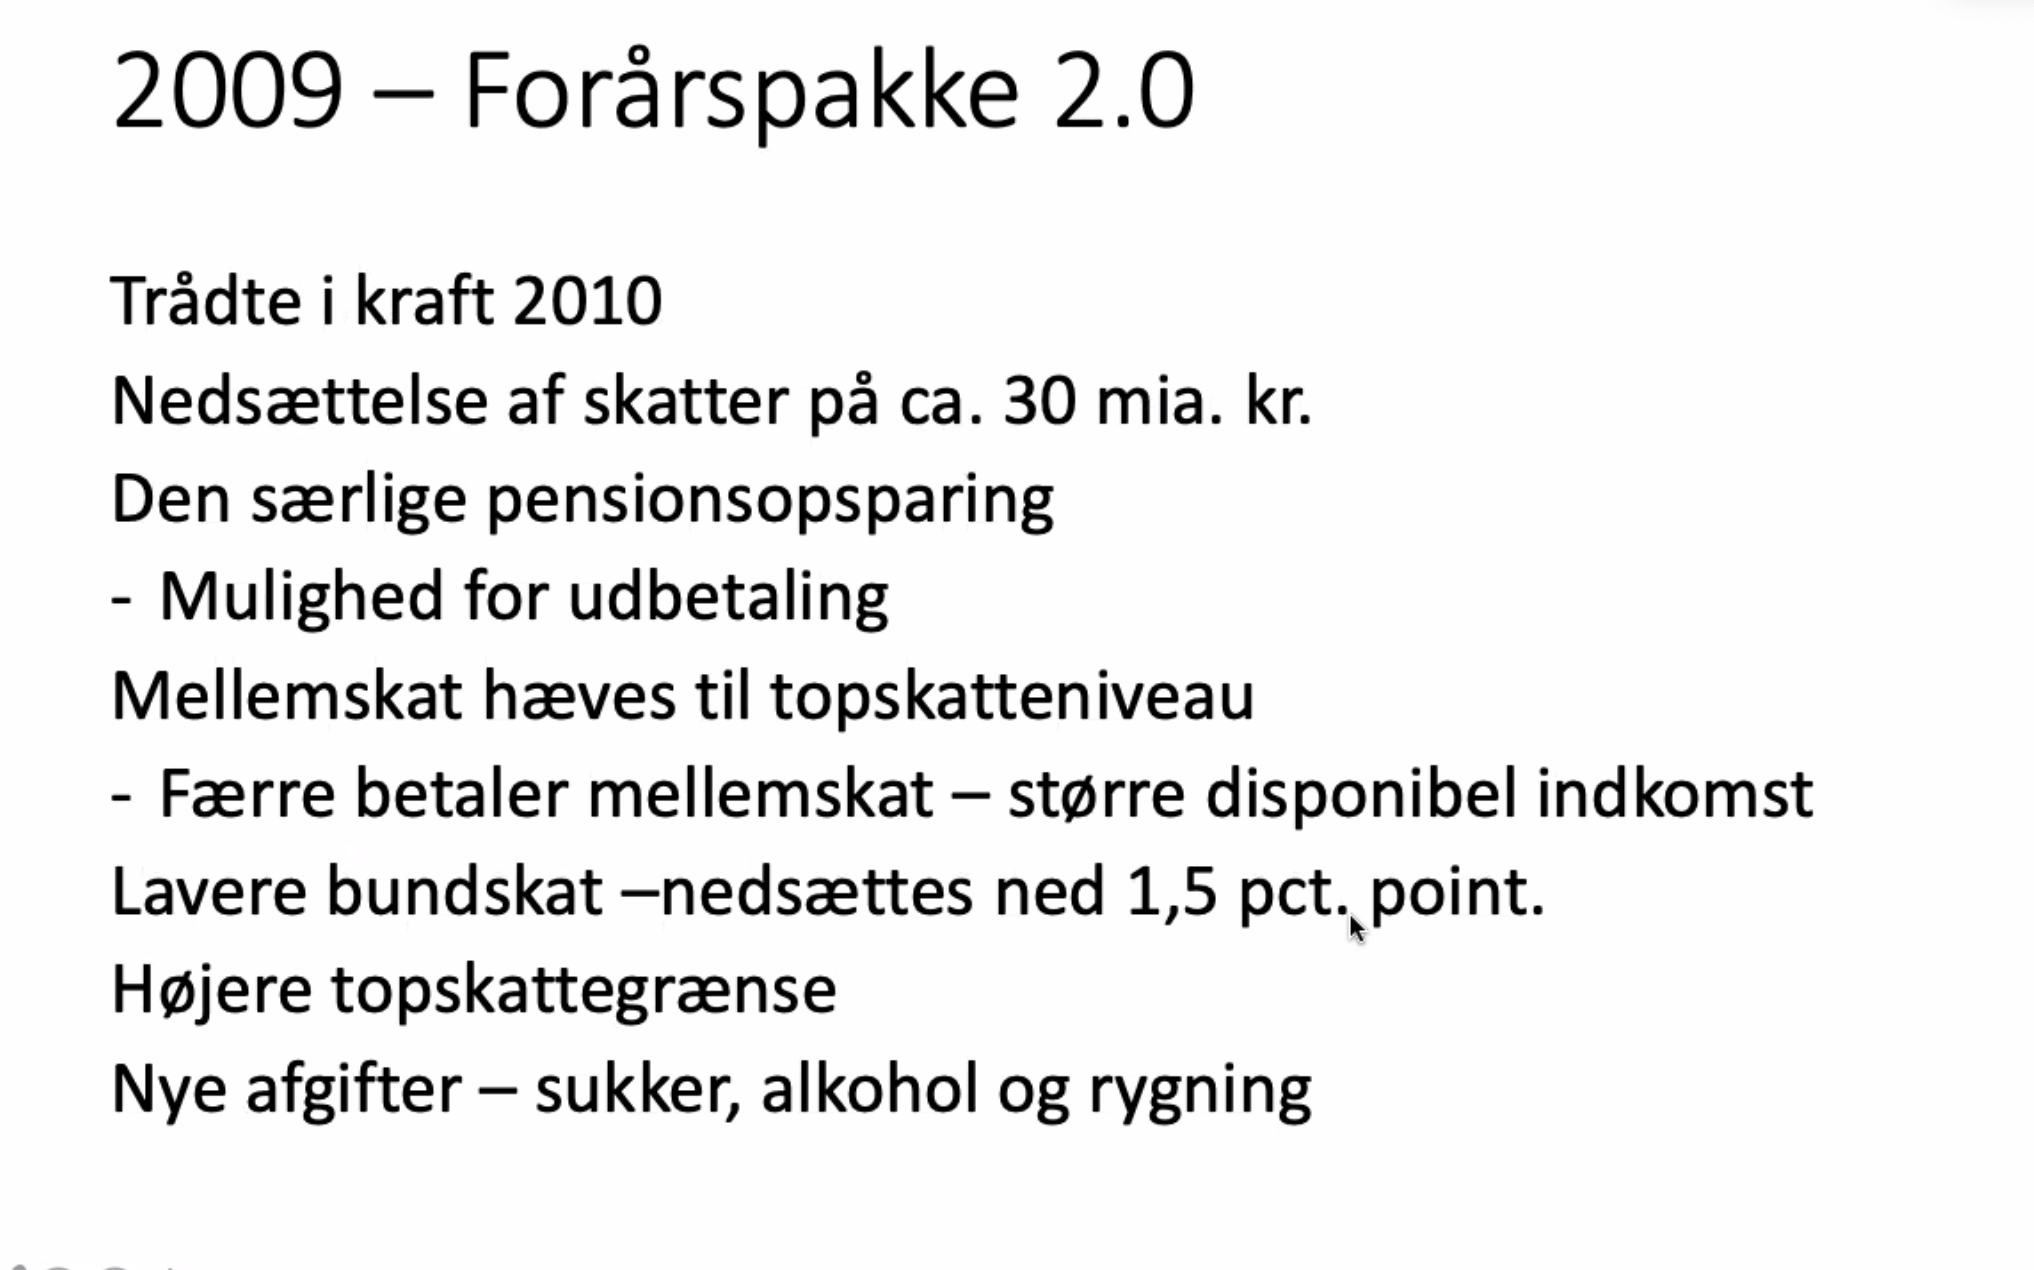 2009 – Forårspakke 2.0
Trådte i kraft 2010
Nedsættelse af skatter på ca. 30 mia. kr.
Den særlige pensionsopsparing
- Mulighed for udbetaling
Mellemskat hæves til topskatteniveau
- Færre betaler mellemskat – større disponibel indkomst
Lavere bundskat –nedsættes ned 1,5 pct. point.
Højere topskattegrænse
Nye afgifter – sukker, alkohol og rygning